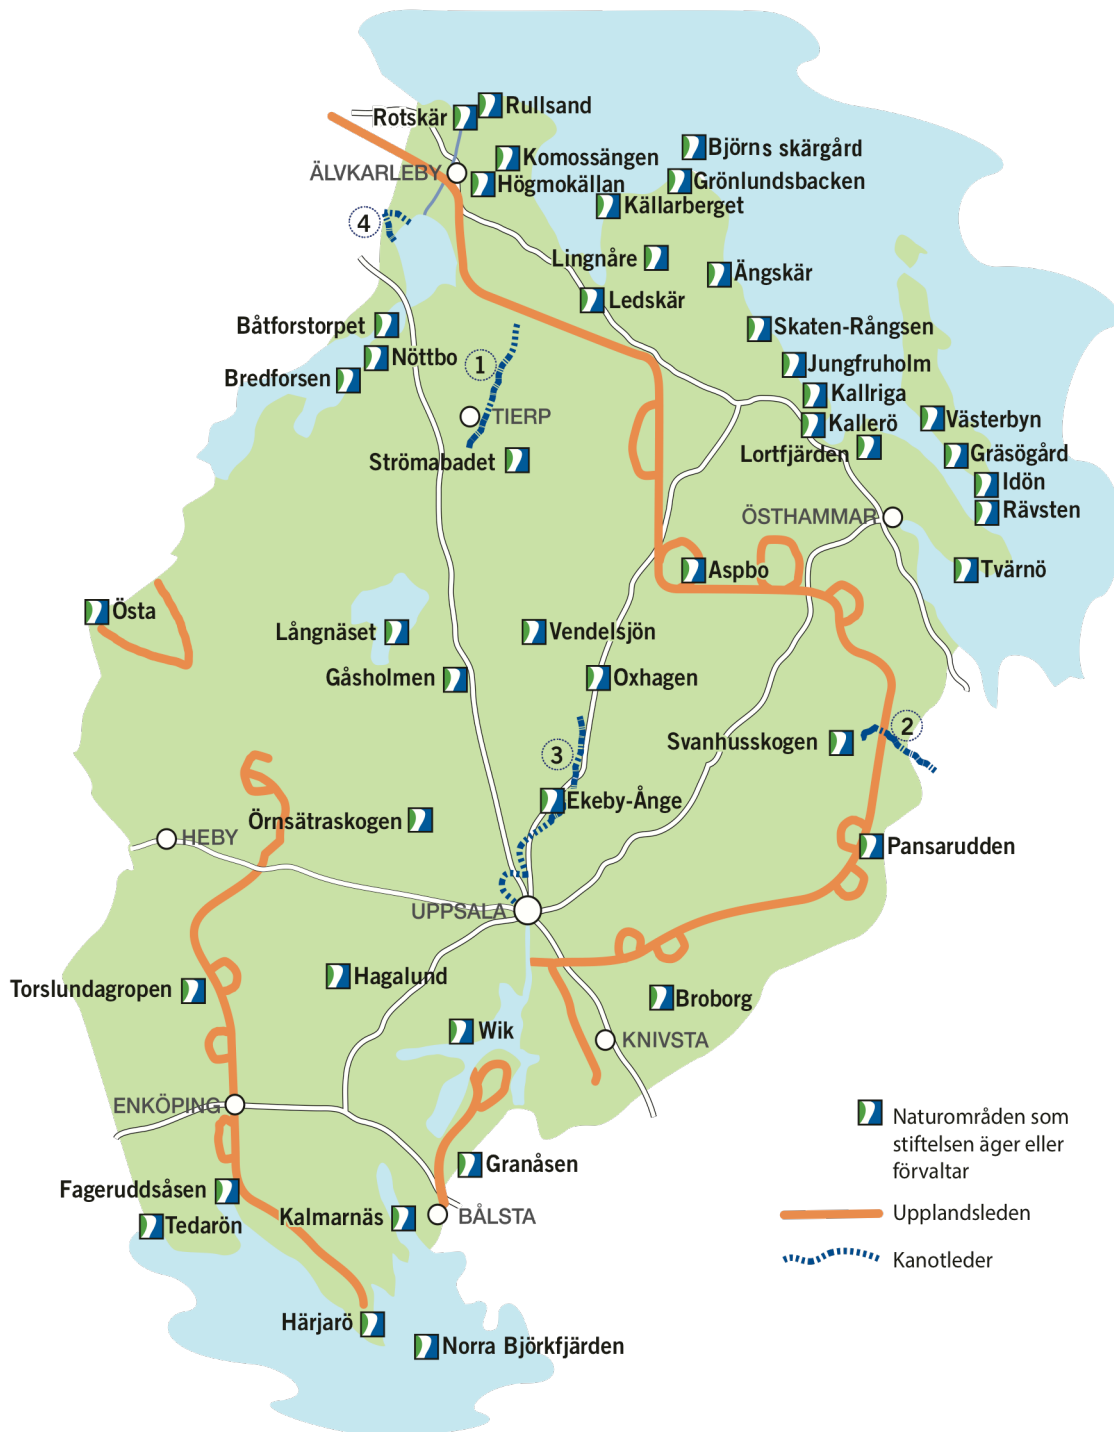 Rullsand
Rotskär
Björns skärgård
Komossängen
ÄLVKARLEBY
Högmokällan
Grönlundsbacken
Källarberget
4
Lingnåre
Ängskär
Ledskär
Båtforstorpet
Skaten-Rångsen
Nöttbo
1
Jungfruholm
Bredforsen
Kallriga
TIERP
Kallerö
Västerbyn
Lortfjärden
Gräsögård
Strömabadet
Idön
Rävsten
ÖSTHAMMAR
Aspbo
Tvärnö
Östa
Långnäset
Vendelsjön
Gåsholmen
Oxhagen
2
Svanhusskogen
3
Ekeby-Ånge
Örnsätraskogen
HEBY
Pansarudden
UPPSALA
Hagalund
Torslundagropen
Broborg
Wik
KNIVSTA
ENKÖPING
Naturområden som
stiftelsen äger eller
förvaltar
Granåsen
Fageruddsåsen
Upplandsleden
Kalmarnäs
BÅLSTA
Tedarön
Kanotleder
Härjarö
Norra Björkfjärden